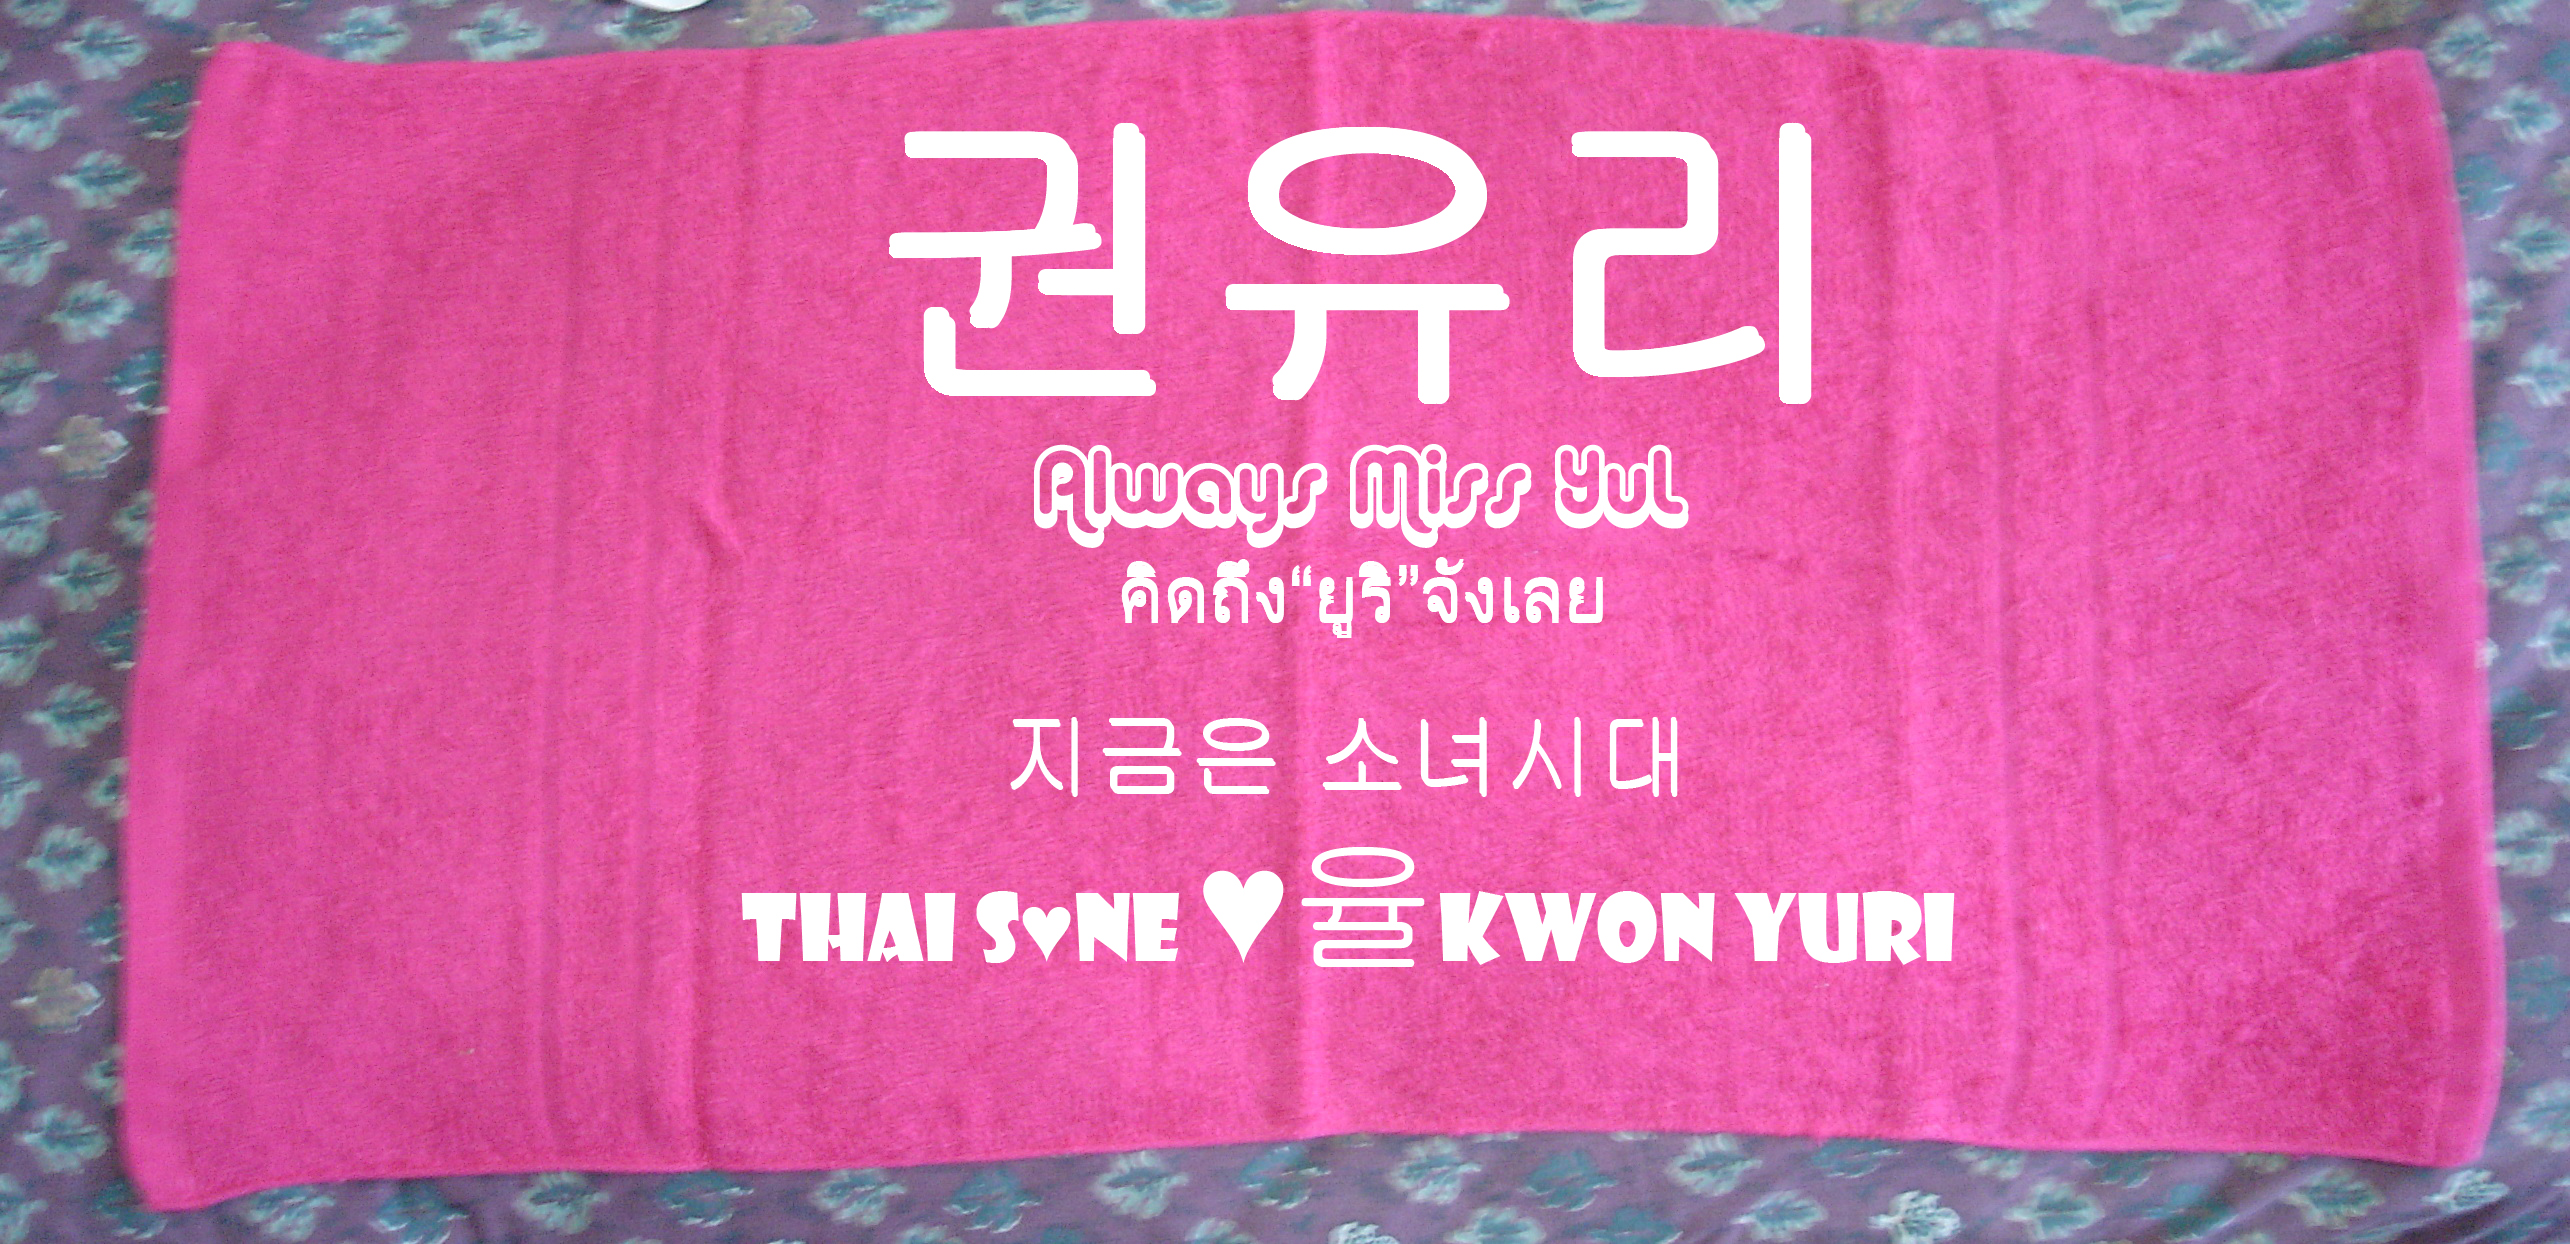 권유리
Always Miss Yul
คิดถึง“ยูริ”จังเลย
지금은 소녀시대
THAI S♥NE ♥ 율 KWON YURI